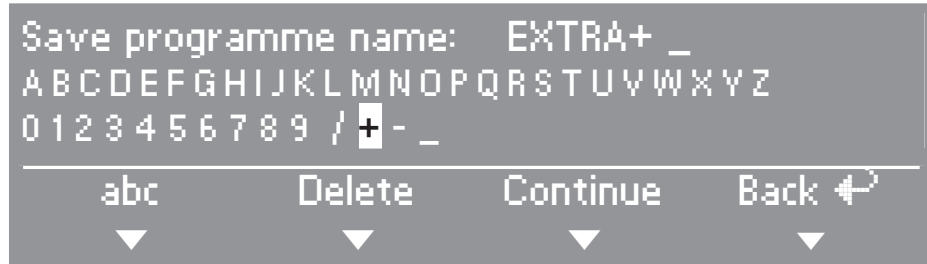 Save programme name: EXTRA+ _
A B C D E F G H I J K L M N O P Q R S T U V W X Y Z
0 1 2 3 4 5 6 7 8 9 / + - _
abc Delete Continue Back